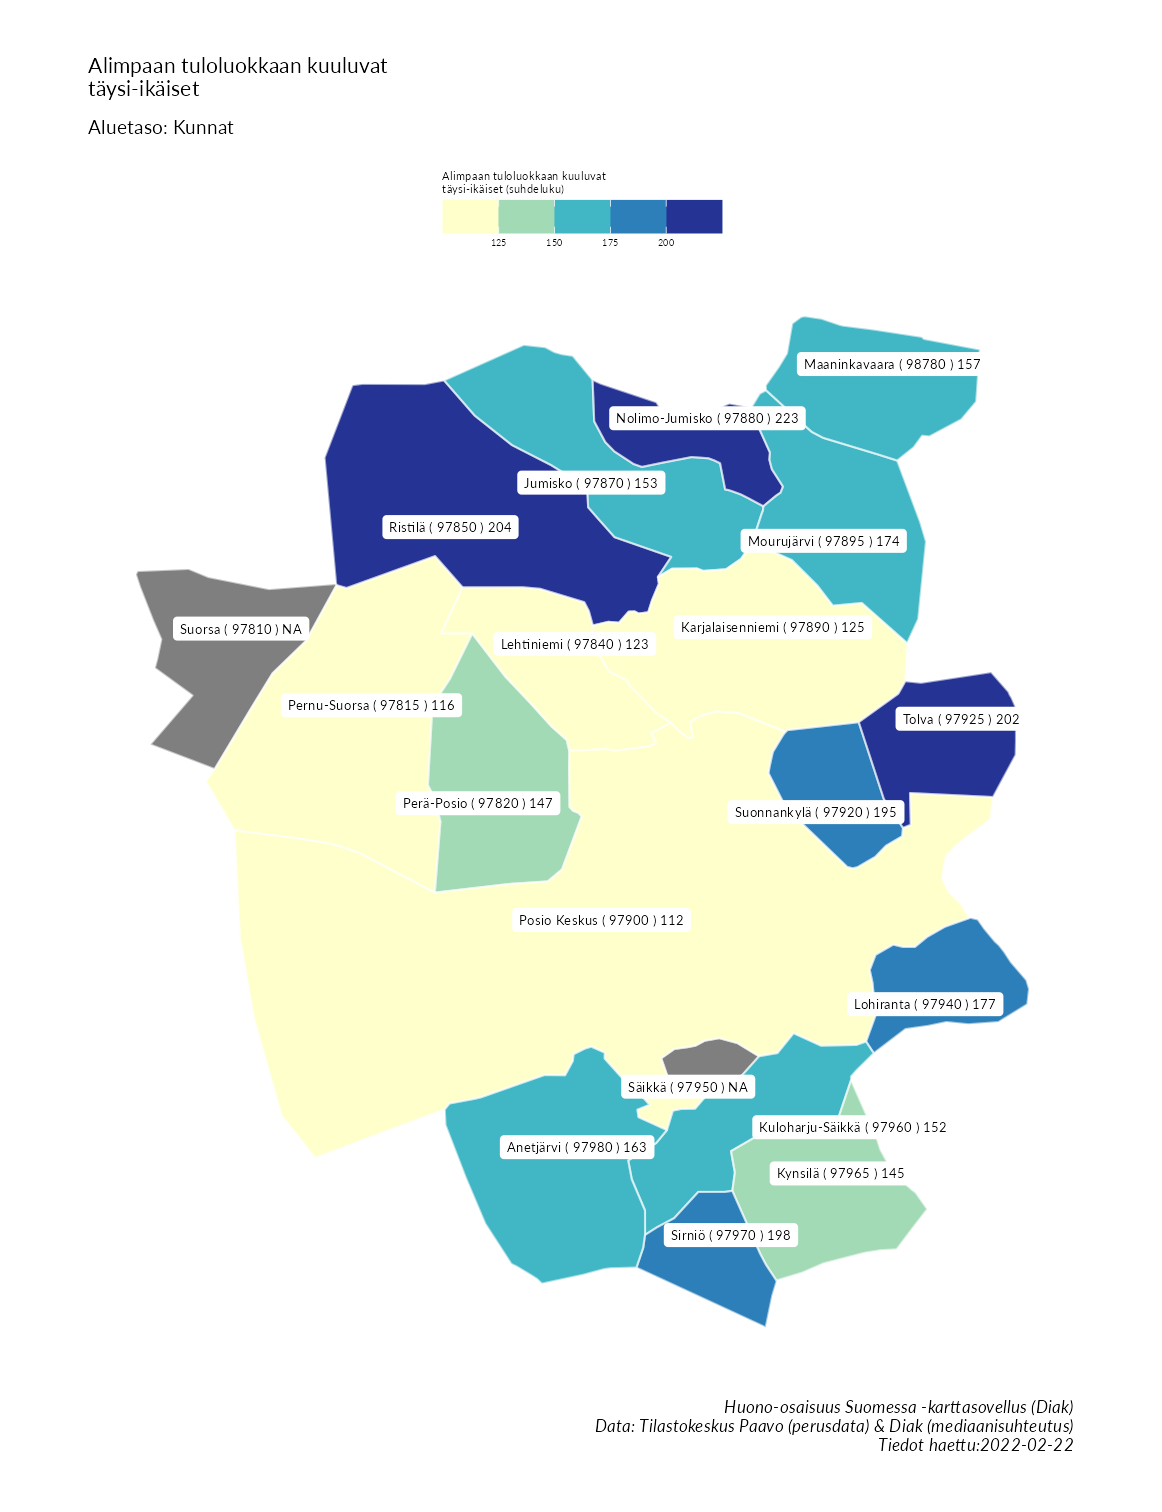 Alimpaan tuloluokkaan kuuluvat
täysi-ikäiset
Aluetaso: Kunnat
Alimpaan tuloluokkaan kuuluvat
täysi-ikäiset (suhdeluku)
125 150 175 200
Maaninkavaara ( 98780 ) 157
Nolimo-Jumisko ( 97880 ) 223
Jumisko ( 97870 ) 153
Ristilä ( 97850 ) 204
Mourujärvi ( 97895 ) 174
Suorsa ( 97810 ) NA
Karjalaisenniemi ( 97890 ) 125
Lehtiniemi ( 97840 ) 123
Pernu-Suorsa ( 97815 ) 116
Tolva ( 97925 ) 202
Perä-Posio ( 97820 ) 147
Suonnankylä ( 97920 ) 195
Posio Keskus ( 97900 ) 112
Lohiranta ( 97940 ) 177
Säikkä ( 97950 ) NA
Kuloharju-Säikkä ( 97960 ) 152
Anetjärvi ( 97980 ) 163
Kynsilä ( 97965 ) 145
Sirniö ( 97970 ) 198
Huono-osaisuus Suomessa -karttasovellus (Diak)
Data: Tilastokeskus Paavo (perusdata) & Diak (mediaanisuhteutus)
Tiedot haettu:2022-02-22